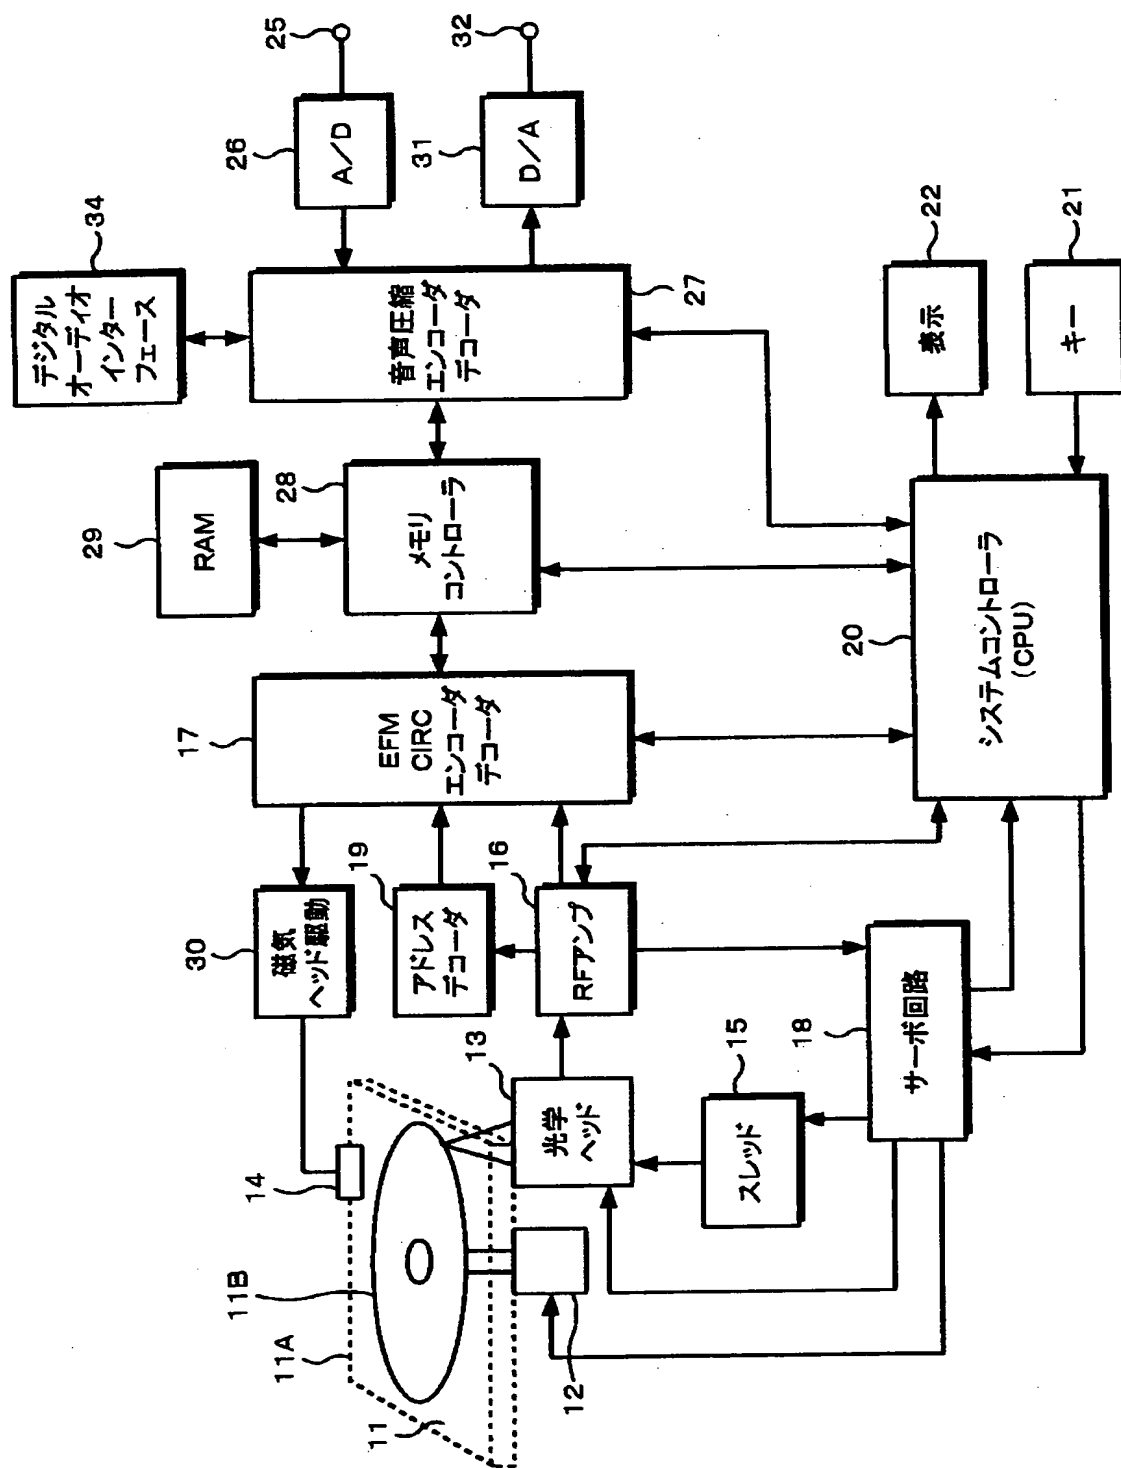 11
11A
11B
12
14
13
光学
ヘッド
15
スレッド
18
サーボ回路
30
磁気
ヘッド駆動
19
アドレス
デコーダ
16
RFアンプ
17
EFM
CIRC
エンコーダ
デコーダ
29
RAM
28
メモリ
コントローラ
20
システムコントローラ
(CPU)
34
デジタル
オーディオ
インター
フェース
27
音声圧縮
エンコーダ
デコーダ
26
A/D
25
31
D/A
32
22
表示
21
キー